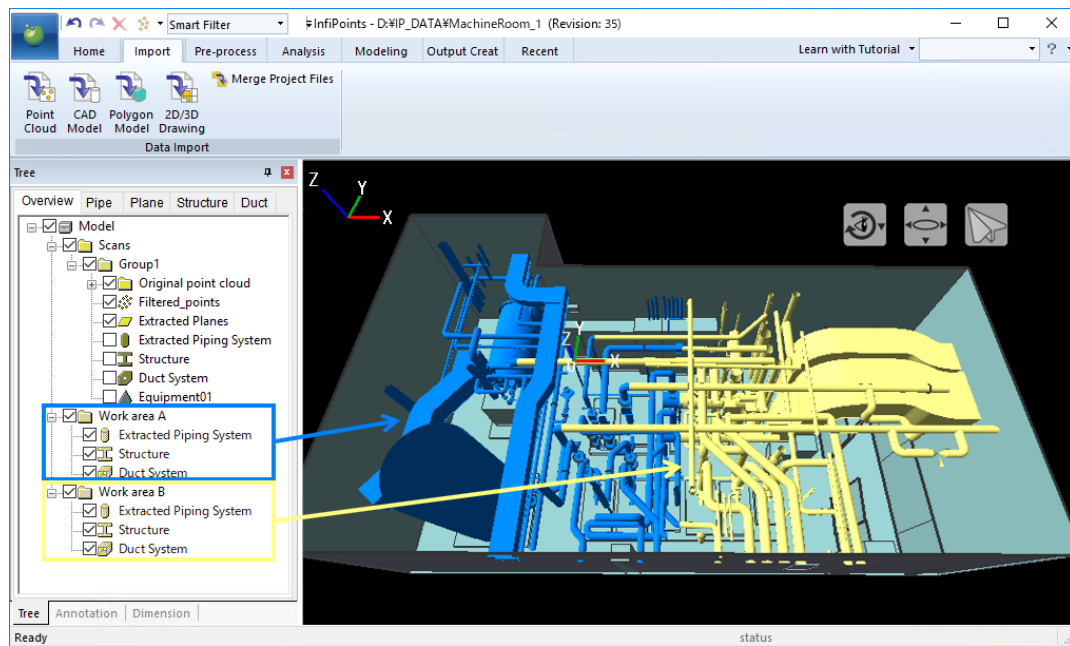 Smart Filter
InfiPoints - D:¥IP_DATA¥MachineRoom_1 (Revision: 35)
Home Import Pre-process Analysis Modeling Output Creat Recent Learn with Tutorial ?
Merge Project Files
Point Cloud
CAD Model
Polygon Model
2D/3D Drawing
Data Import
Tree
Overview Pipe Plane Structure Duct
Model
Scans
Group1
Original point cloud
Filtered_points
Extracted Planes
Extracted Piping System
Structure
Duct System
Equipment01
Work area A
Extracted Piping System
Structure
Duct System
Work area B
Extracted Piping System
Structure
Duct System
Z Y X
Z Y X
Tree Annotation Dimension
Ready status